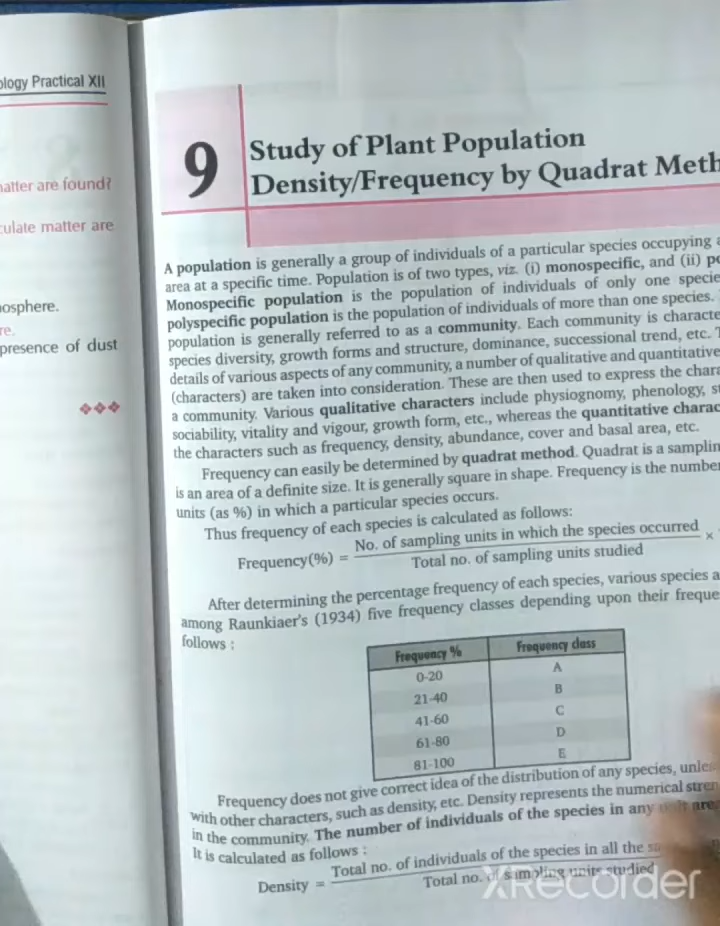 ology Practical XII
matter are found?
culate matter are
nosphere.
re.
presence of dust
9
Study of Plant Population
Density/Frequency by Quadrat Meth
A population is generally a group of individuals of a particular species occupying a
area at a specific time. Population is of two types, viz. (i) monospecific, and (ii) po
Monospecific population is the population of individuals of only one specie
polyspecific population is the population of individuals of more than one species.
population is generally referred to as a community. Each community is characte
species diversity, growth forms and structure, dominance, successional trend, etc. T
details of various aspects of any community, a number of qualitative and quantitative
(characters) are taken into consideration. These are then used to express the chara
a community. Various qualitative characters include physiognomy, phenology, st
sociability, vitality and vigour, growth form, etc., whereas the quantitative charac
the characters such as frequency, density, abundance, cover and basal area, etc.
Frequency can easily be determined by quadrat method. Quadrat is a samplin
is an area of a definite size. It is generally square in shape. Frequency is the number
units (as %) in which a particular species occurs.
Thus frequency of each species is calculated as follows:
Frequency(%) = No. of sampling units in which the species occurred ×
Total no. of sampling units studied
After determining the percentage frequency of each species, various species a
among Raunkiaer's (1934) five frequency classes depending upon their freque
follows :
Frequency % Frequency class
0-20 A
21-40 B
41-60 C
61-80 D
81-100 E
Frequency does not give correct idea of the distribution of any species, unle
with other characters, such as density, etc. Density represents the numerical stren
in the community. The number of individuals of the species in any unit are
It is calculated as follows :
Density = Total no. of individuals of the species in all the
Total no. of sampling units studied
XRecorder